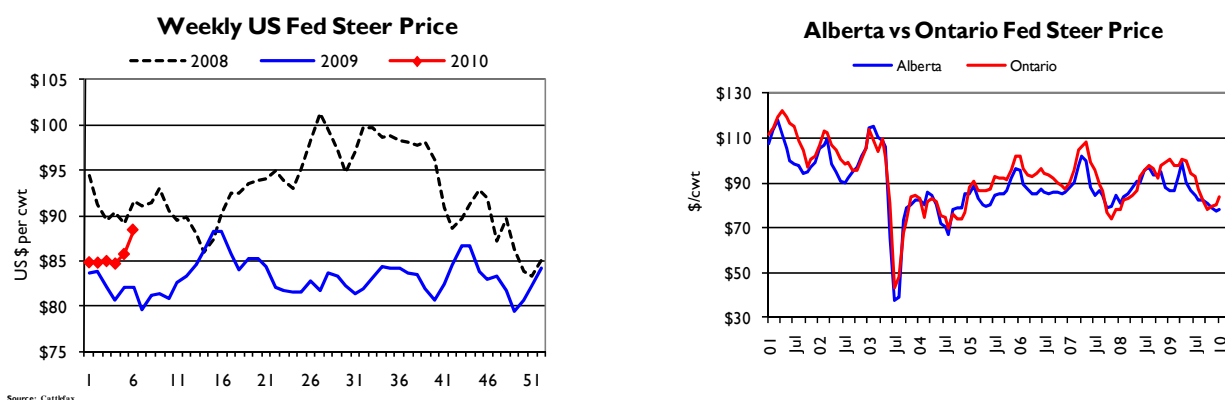 Weekly US Fed Steer Price
2008 2009 2010
$105
$100
$95
$90
$85
$80
$75
US $ per cwt
1 6 11 16 21 26 31 36 41 46 51
Source: Cattlefax
Alberta vs Ontario Fed Steer Price
Alberta Ontario
$130
$110
$90
$70
$50
$30
$/cwt
01 Jul 02 Jul 03 Jul 04 Jul 05 Jul 06 Jul 07 Jul 08 Jul 09 Jul 10